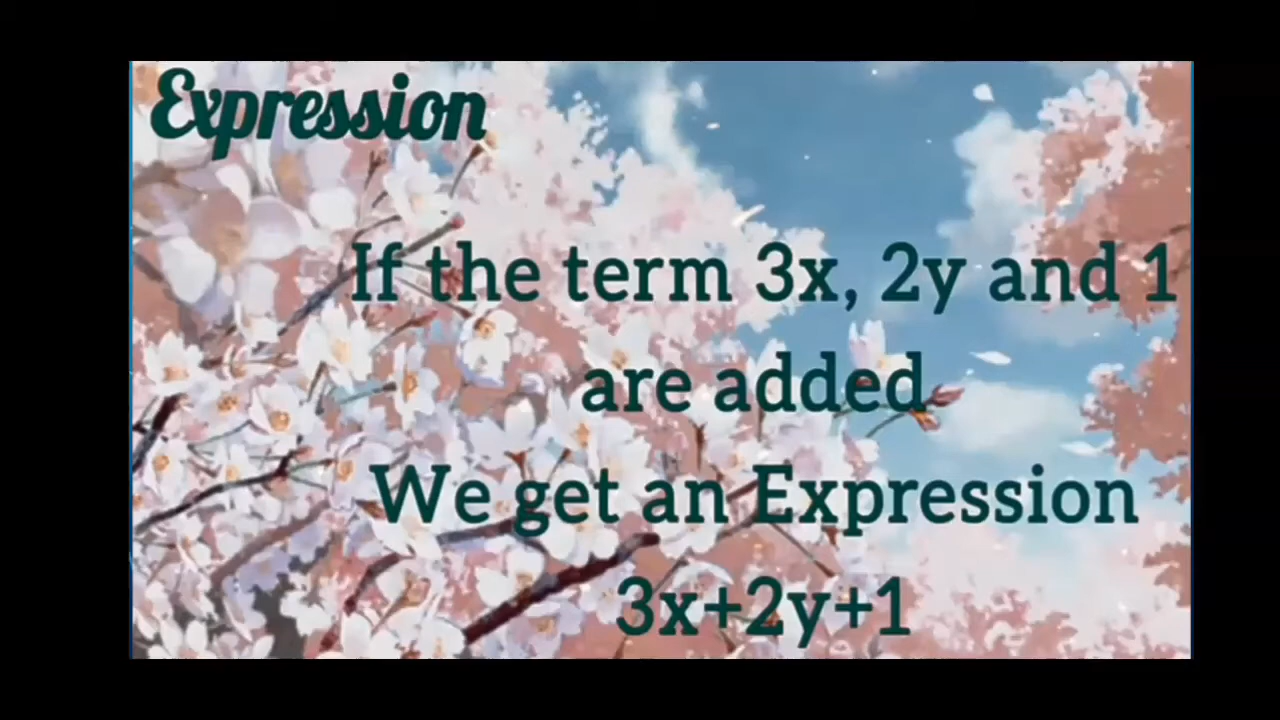 Expression
If the term 3x, 2y and 1
are added
We get an Expression
3x+2y+1